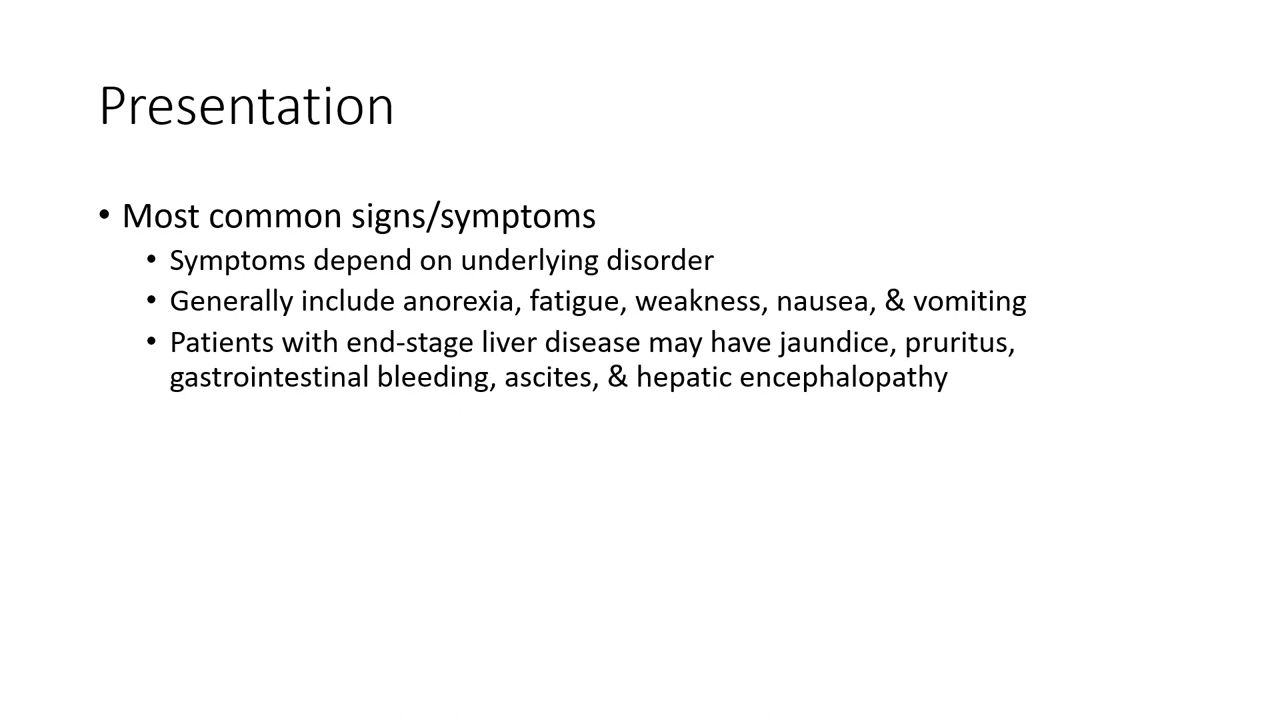 Presentation
• Most common signs/symptoms
• Symptoms depend on underlying disorder
• Generally include anorexia, fatigue, weakness, nausea, & vomiting
• Patients with end-stage liver disease may have jaundice, pruritus,
gastrointestinal bleeding, ascites, & hepatic encephalopathy